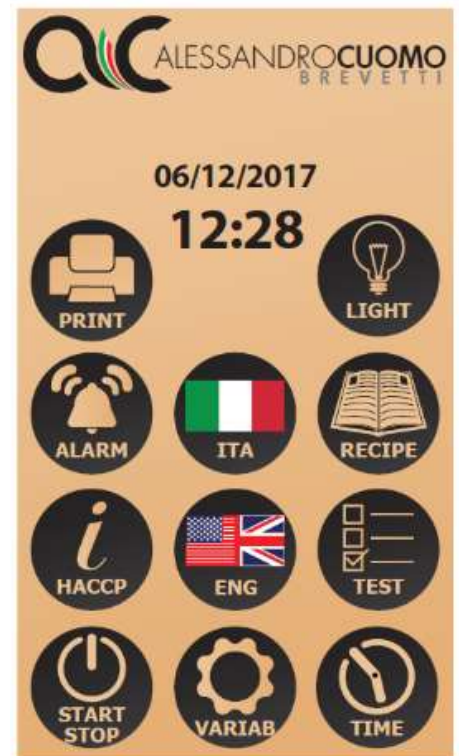 ALESSANDROCUOMO
BREVETTI
06/12/2017
12:28
PRINT
LIGHT
ALARM
ITA
RECIPE
HACCP
ENG
TEST
START
STOP
VARIAB
TIME